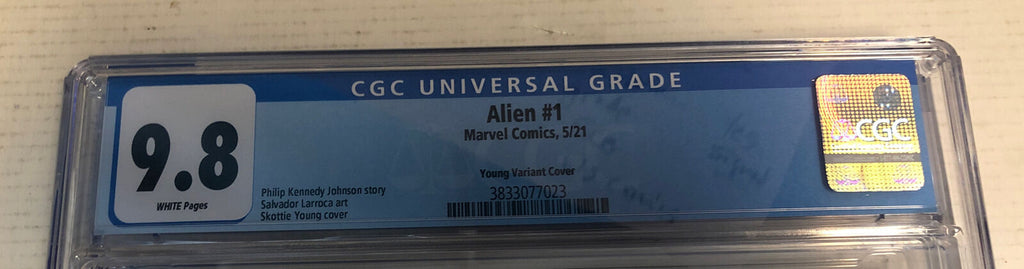 CGC UNIVERSAL GRADE
9.8
WHITE Pages
Alien #1
Marvel Comics, 5/21
Young Variant Cover
3833077023
Philip Kennedy Johnson story
Salvador Larroca art
Skottie Young cover
CGC